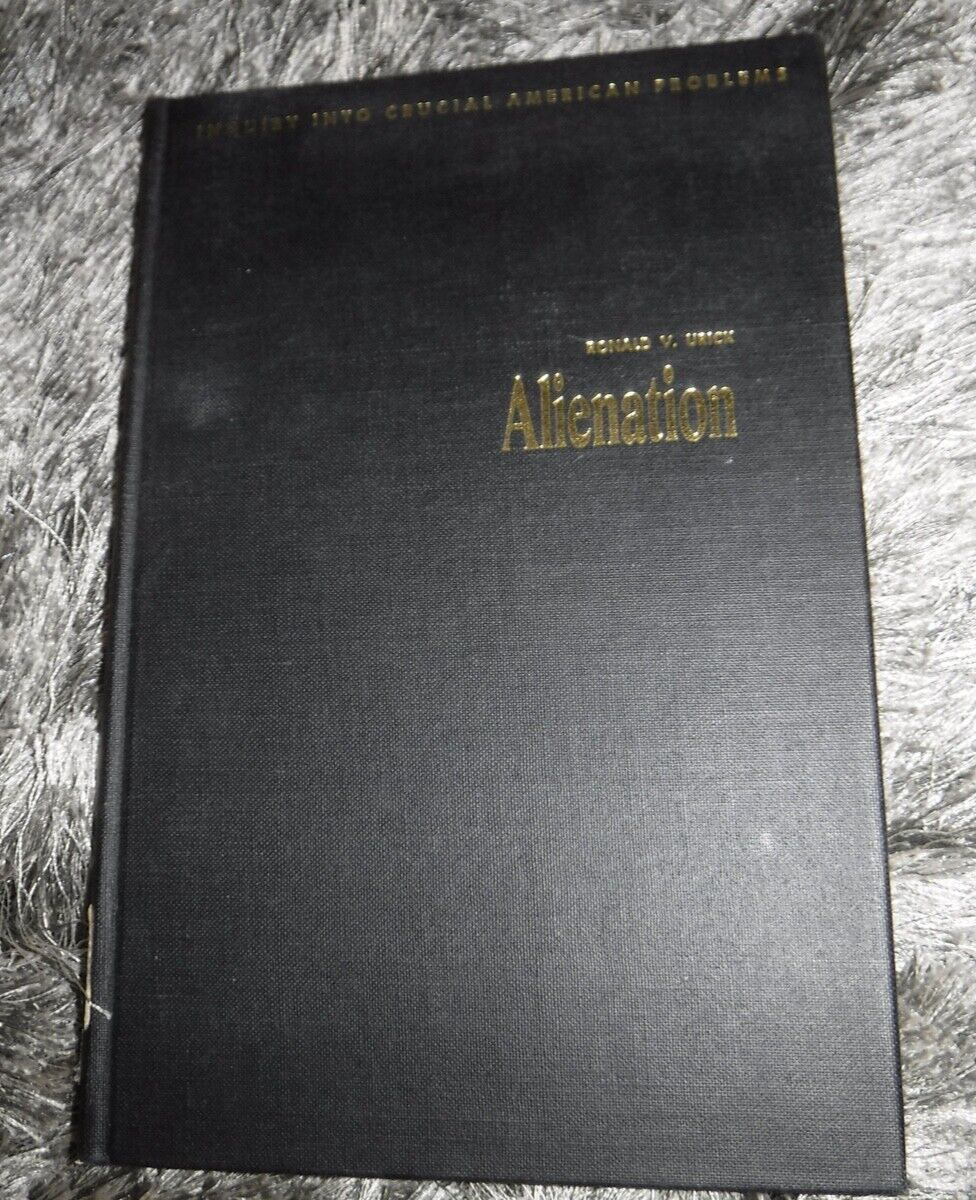 INQUIRY INTO CRUCIAL AMERICAN PROBLEMS
RONALD V. URICK
Alienation